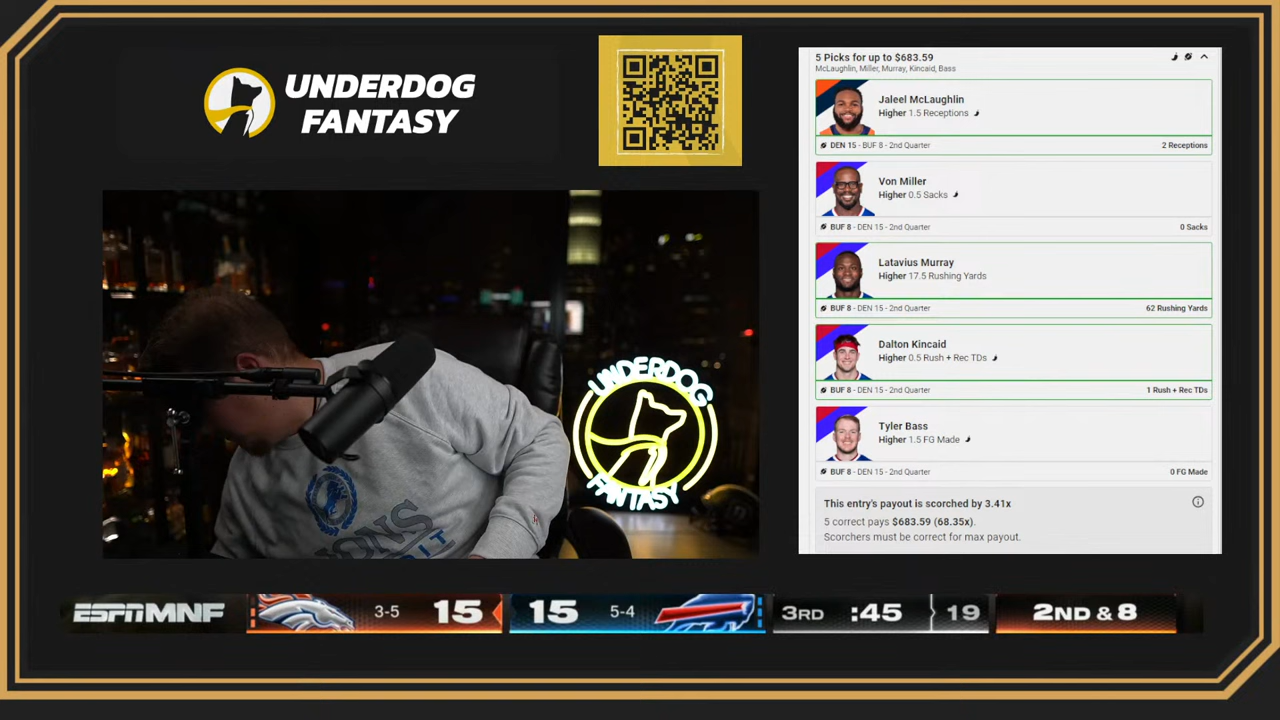 UNDERDOG
FANTASY
5 Picks for up to $683.59
McLaughlin, Miller, Murray, Kincaid, Bass
Jaleel McLaughlin
Higher 1.5 Receptions
DEN 15 - BUF 8 - 2nd Quarter
2 Receptions
Von Miller
Higher 0.5 Sacks
BUF 8 - DEN 15 - 2nd Quarter
0 Sacks
Latavius Murray
Higher 17.5 Rushing Yards
BUF 8 - DEN 15 - 2nd Quarter
62 Rushing Yards
Dalton Kincaid
Higher 0.5 Rush + Rec TDs
BUF 8 - DEN 15 - 2nd Quarter
1 Rush + Rec TDs
Tyler Bass
Higher 1.5 FG Made
BUF 8 - DEN 15 - 2nd Quarter
0 FG Made
This entry's payout is scorched by 3.41x
5 correct pays $683.59 (68.35x).
Scorchers must be correct for max payout.
UNDERDOG
FANTASY
IONS
IT
ESPN MNF
3-5 15
15 5-4
3RD :45 19
2ND & 8